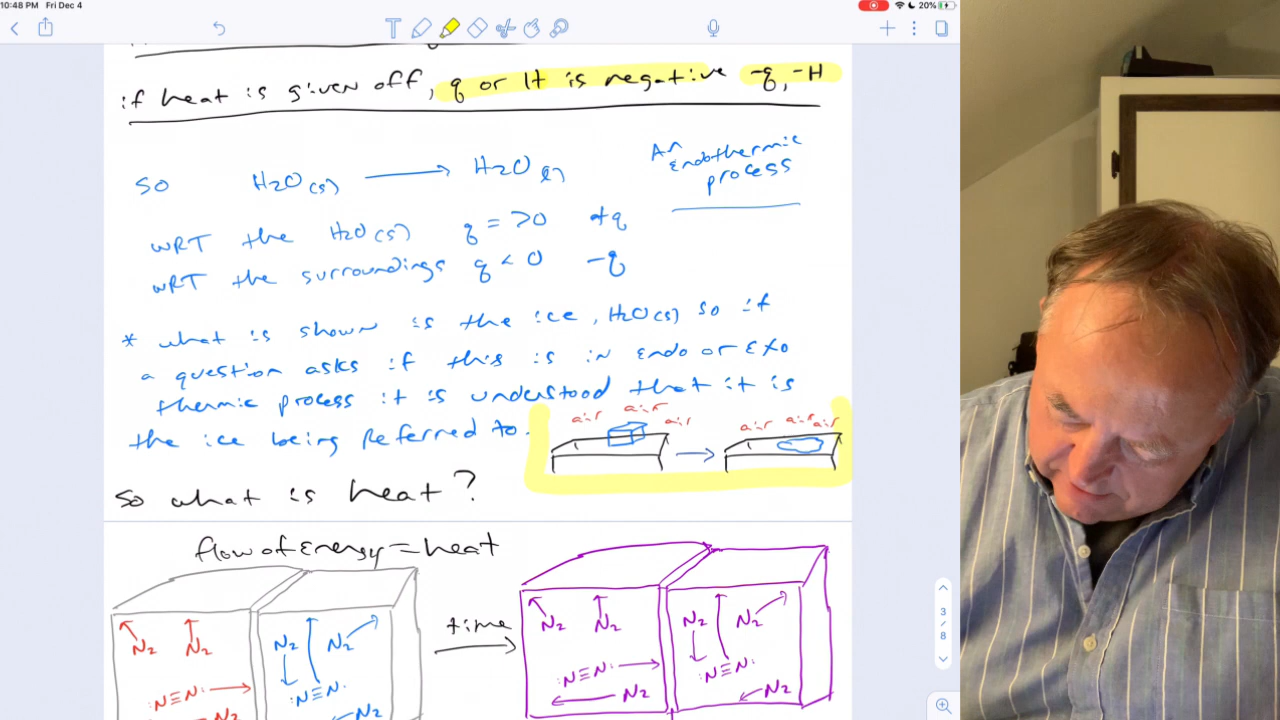 10:48 PM Fri Dec 4
20%
T
if heat is given off, q or H is negative -q, -H
so H2O(s) → H2O(l)
An
endothermic
process
WRT the H2O(s) q = >0 +q
WRT the surroundings q < 0 -q
* what is shown is the ice, H2O(s) so if
a question asks if this is in Endo or Exo
thermic process it is understood that it is
the ice being referred to.
air air air
air air air
So what is heat?
flow of Energy = heat
N2 N2
:N≡N:
N2
N2 N2
:N≡N:
N2
time
N2 N2
:N≡N:
N2
N2 N2
:N≡N:
N2
3
/
8